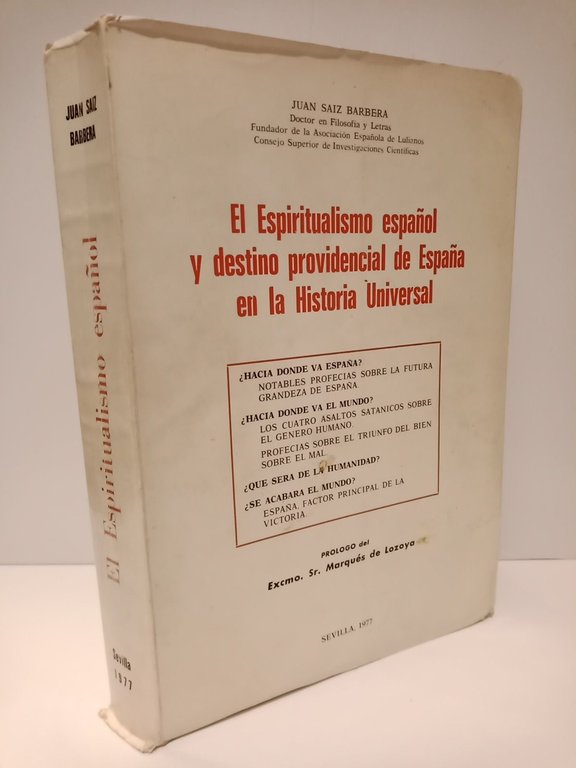 JUAN SAIZ
BARBERA
El Espiritualismo español
Sevilla
1977
JUAN SAIZ BARBERA
Doctor en Filosofía y Letras
Fundador de la Asociación Española de Lulianos
Consejo Superior de Investigaciones Científicas
El Espiritualismo español
y destino providencial de España
en la Historia Universal
¿HACIA DONDE VA ESPAÑA?
NOTABLES PROFECIAS SOBRE LA FUTURA
GRANDEZA DE ESPAÑA.
¿HACIA DONDE VA EL MUNDO?
LOS CUATRO ASALTOS SATANICOS SOBRE
EL GENERO HUMANO.
PROFECIAS SOBRE EL TRIUNFO DEL BIEN
SOBRE EL MAL.
¿QUE SERA DE LA HUMANIDAD?
¿SE ACABARA EL MUNDO?
ESPAÑA, FACTOR PRINCIPAL DE LA
VICTORIA.
PROLOGO del
Excmo. Sr. Marqués de Lozoya
SEVILLA, 1977